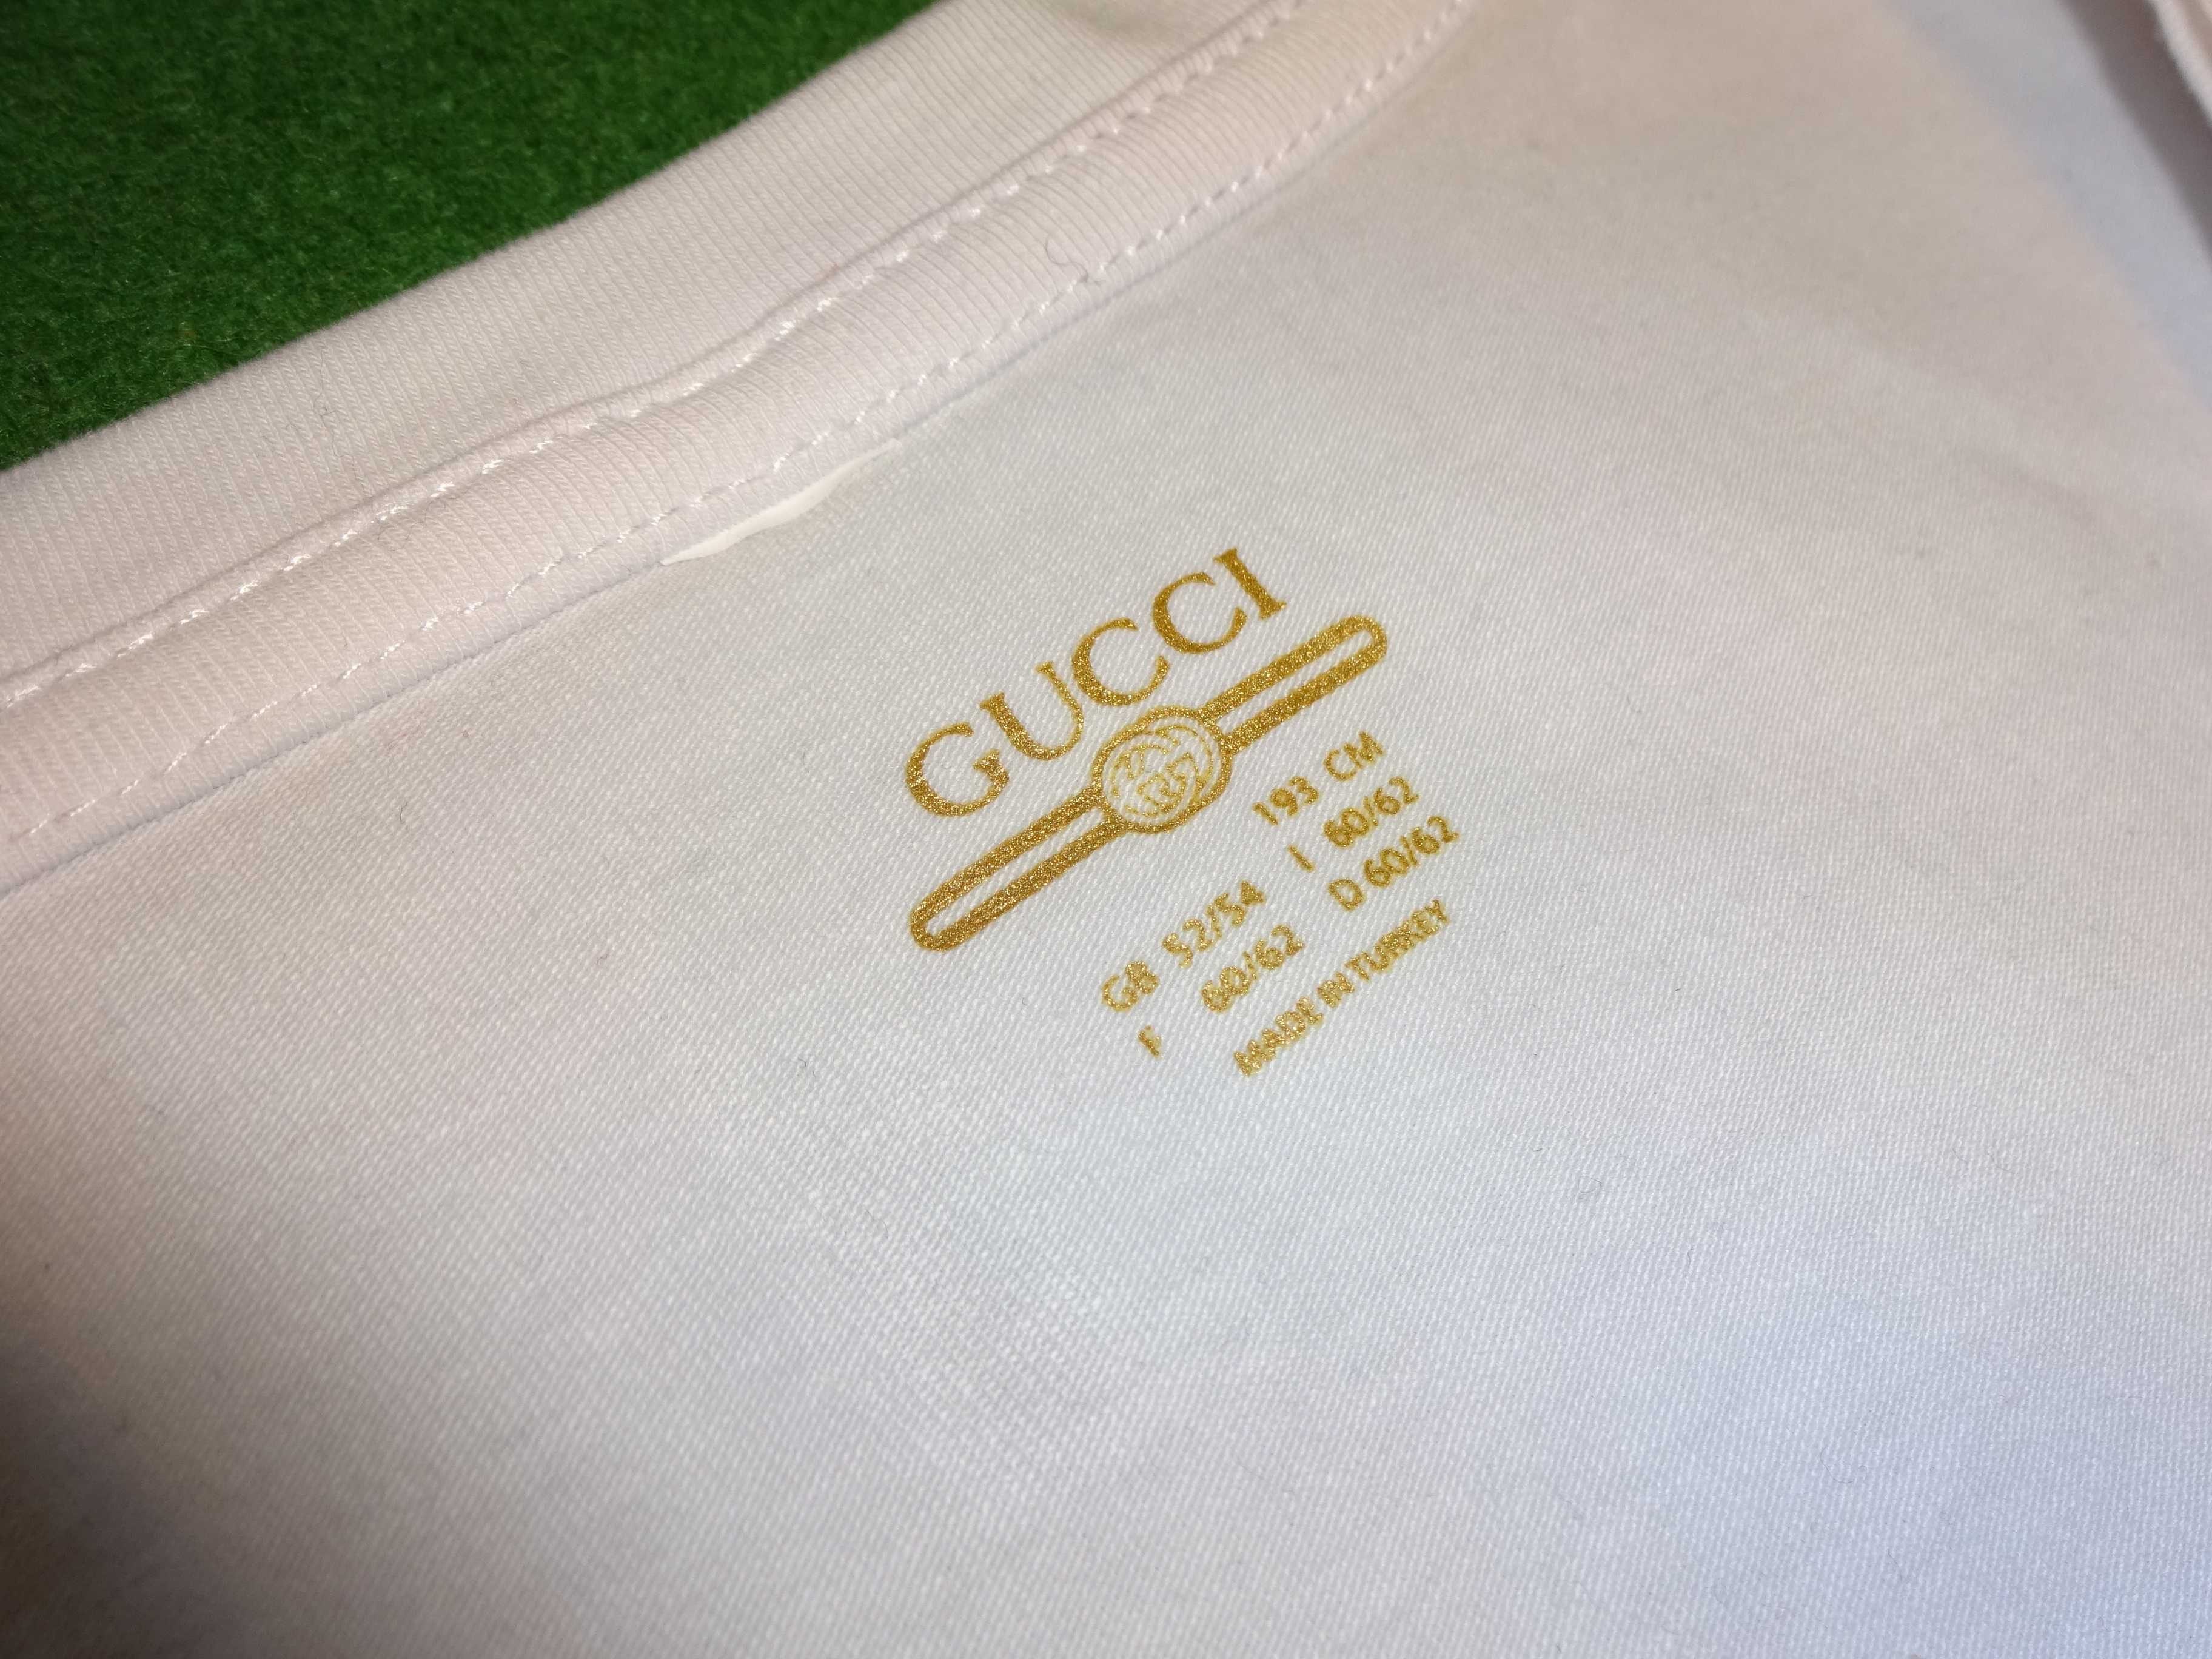 GUCCI
193 CM
GB 52/54 I 60/62
F 60/62 D 60/62
MADE IN TURKEY